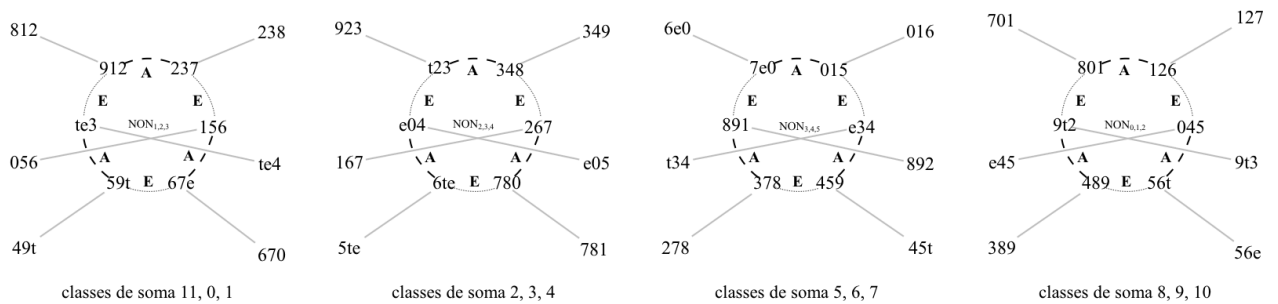 812
238
912
A
237
E
E
te3
NON1,2,3
156
056
te4
A
A
59t
E
67e
49t
670
classes de soma 11, 0, 1
923
349
t23
A
348
E
E
e04
NON2,3,4
267
167
e05
A
A
6te
E
780
5te
781
classes de soma 2, 3, 4
6e0
016
7e0
A
015
E
E
891
NON3,4,5
e34
t34
892
A
A
378
E
459
278
45t
classes de soma 5, 6, 7
701
127
801
A
126
E
E
9t2
NON0,1,2
045
e45
9t3
A
A
489
E
56t
389
56e
classes de soma 8, 9, 10